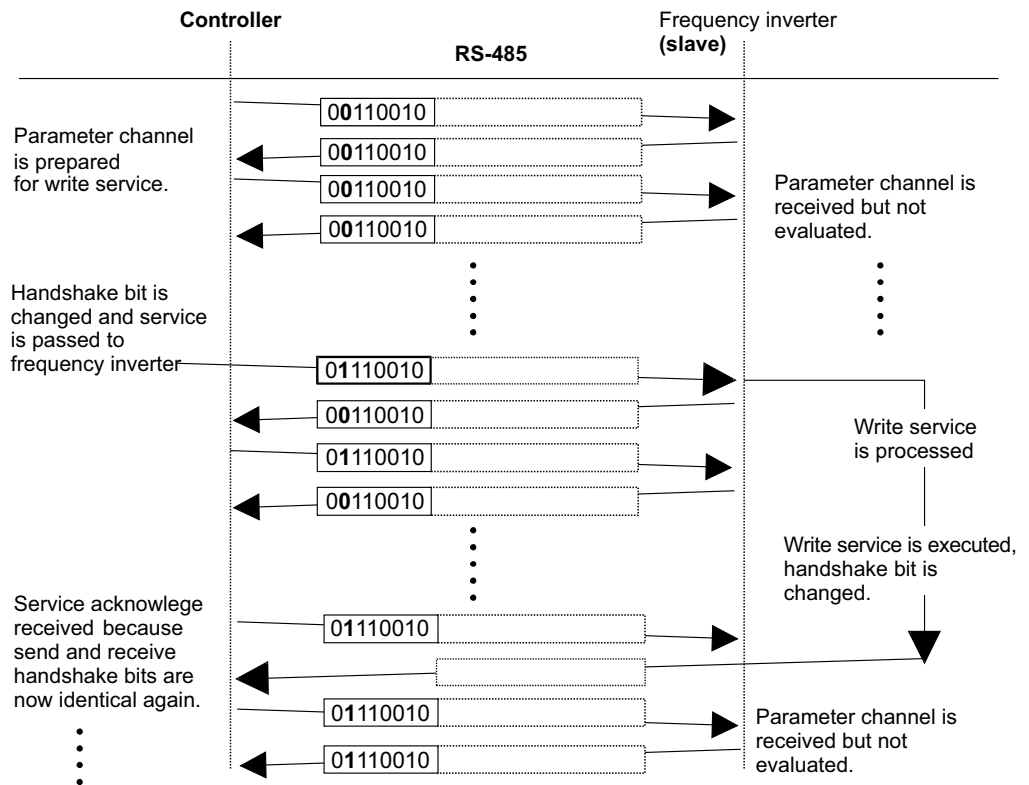 Controller
RS-485
Frequency inverter
(slave)
00110010
Parameter channel
is prepared
for write service.
00110010
00110010
00110010
Parameter channel is
received but not
evaluated.
Handshake bit is
changed and service
is passed to
frequency inverter
01110010
00110010
01110010
00110010
Write service
is processed
Write service is executed,
handshake bit is
changed.
Service acknowlege
received because
send and receive
handshake bits are
now identical again.
01110010
01110010
01110010
Parameter channel is
received but not
evaluated.